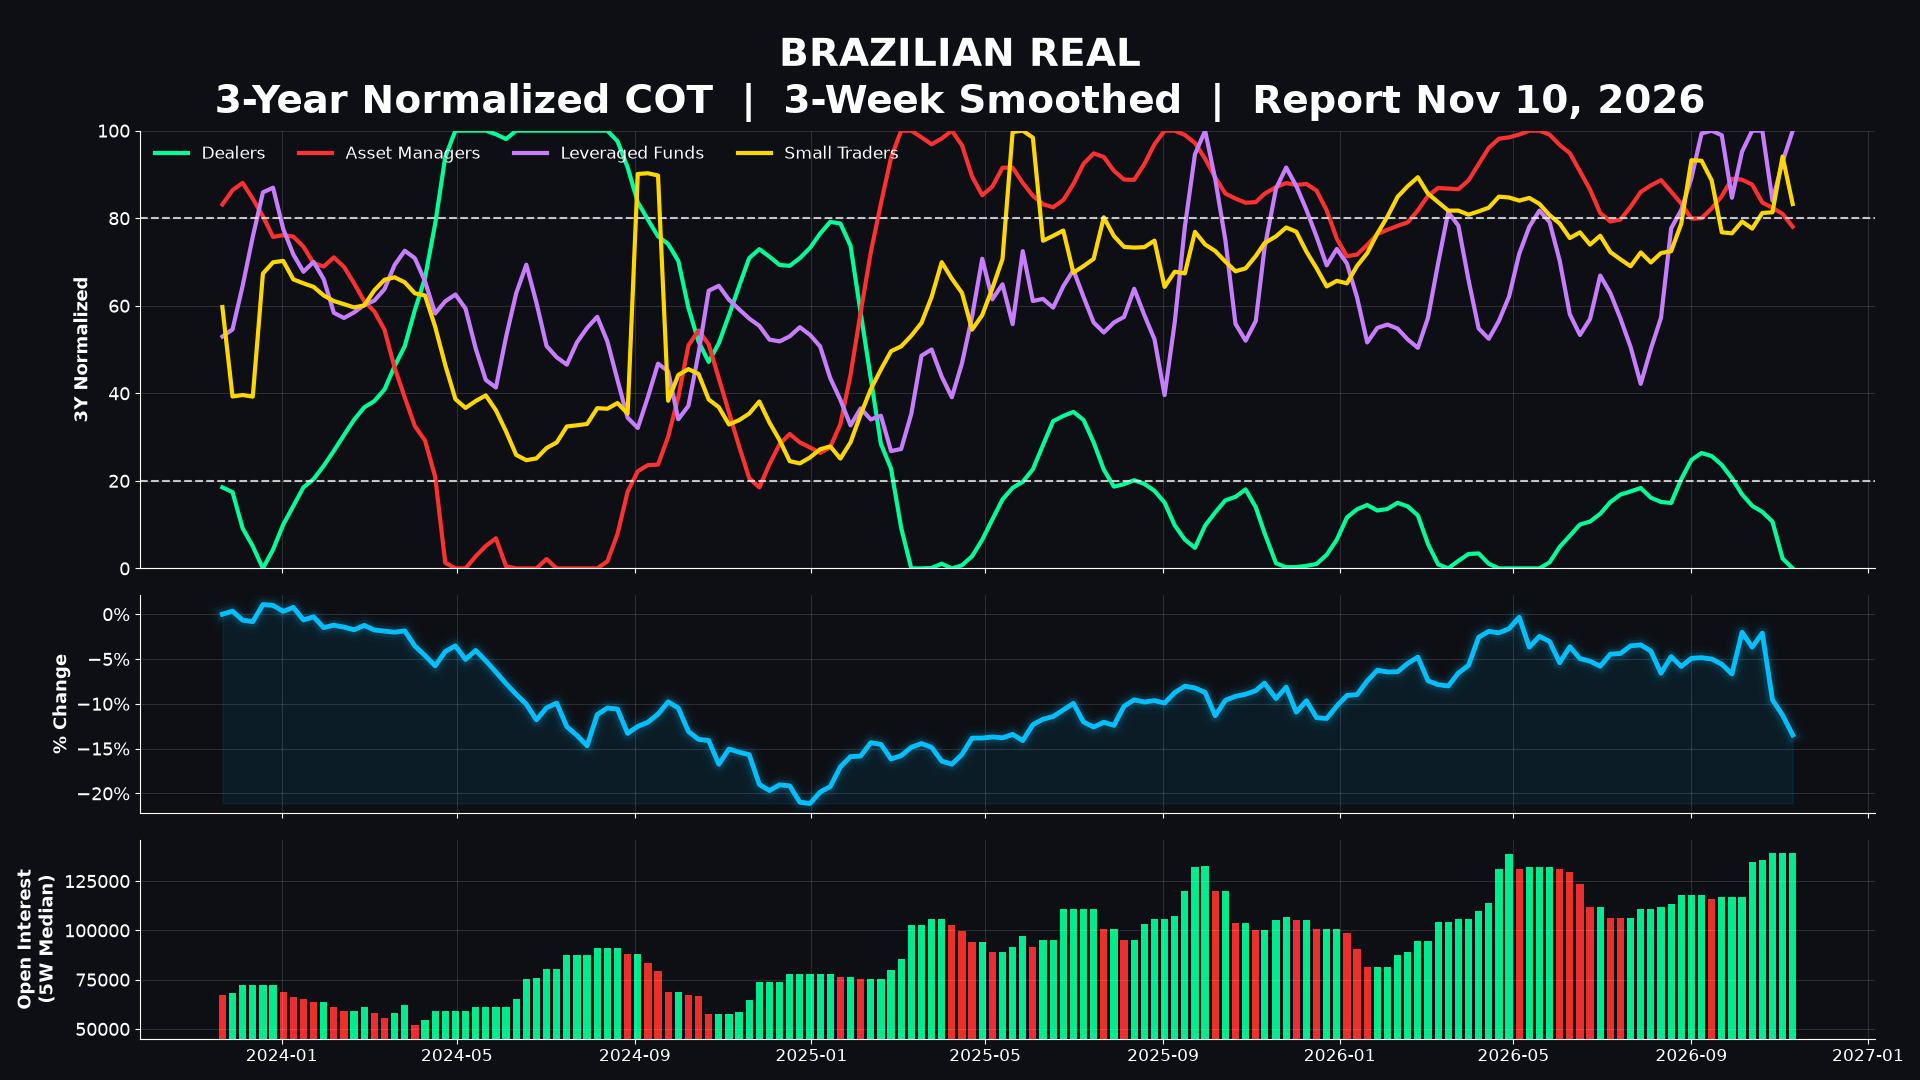 BRAZILIAN REAL
3-Year Normalized COT | 3-Week Smoothed | Report Nov 10, 2026
Dealers
Asset Managers
Leveraged Funds
Small Traders
3Y Normalized
100
80
60
40
20
0
% Change
0%
−5%
−10%
−15%
−20%
Open Interest
(5W Median)
125000
100000
75000
50000
2024-01
2024-05
2024-09
2025-01
2025-05
2025-09
2026-01
2026-05
2026-09
2027-01